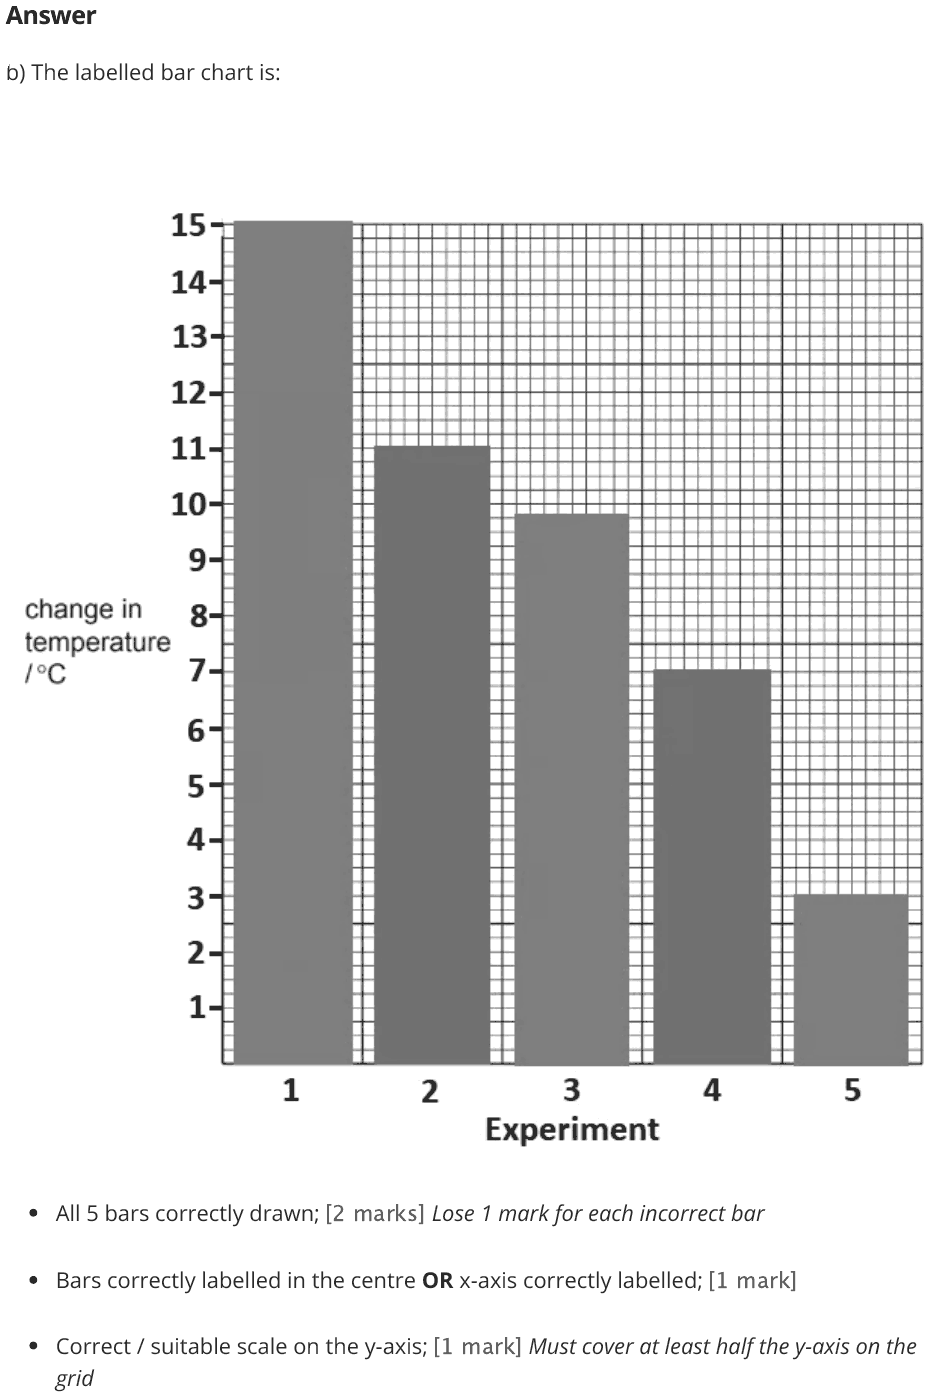 Answer
b) The labelled bar chart is:
15
14
13
12
11
10
9
change in
temperature
/°C
8
7
6
5
4
3
2
1
1 2 3 4 5
Experiment
• All 5 bars correctly drawn; [2 marks] Lose 1 mark for each incorrect bar
• Bars correctly labelled in the centre OR x-axis correctly labelled; [1 mark]
• Correct / suitable scale on the y-axis; [1 mark] Must cover at least half the y-axis on the
grid